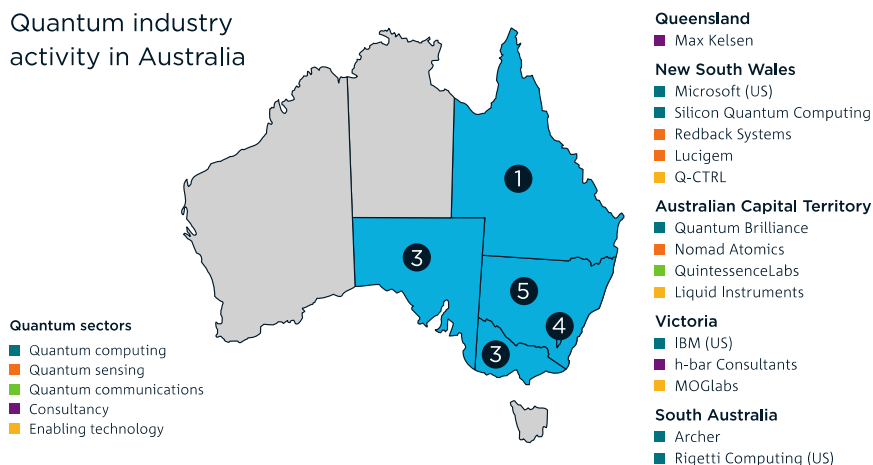 Quantum industry
activity in Australia
1
3
5
4
3
Quantum sectors
Quantum computing
Quantum sensing
Quantum communications
Consultancy
Enabling technology
Queensland
Max Kelsen
New South Wales
Microsoft (US)
Silicon Quantum Computing
Redback Systems
Lucigem
Q-CTRL
Australian Capital Territory
Quantum Brilliance
Nomad Atomics
QuintessenceLabs
Liquid Instruments
Victoria
IBM (US)
h-bar Consultants
MOGlabs
South Australia
Archer
Rigetti Computing (US)